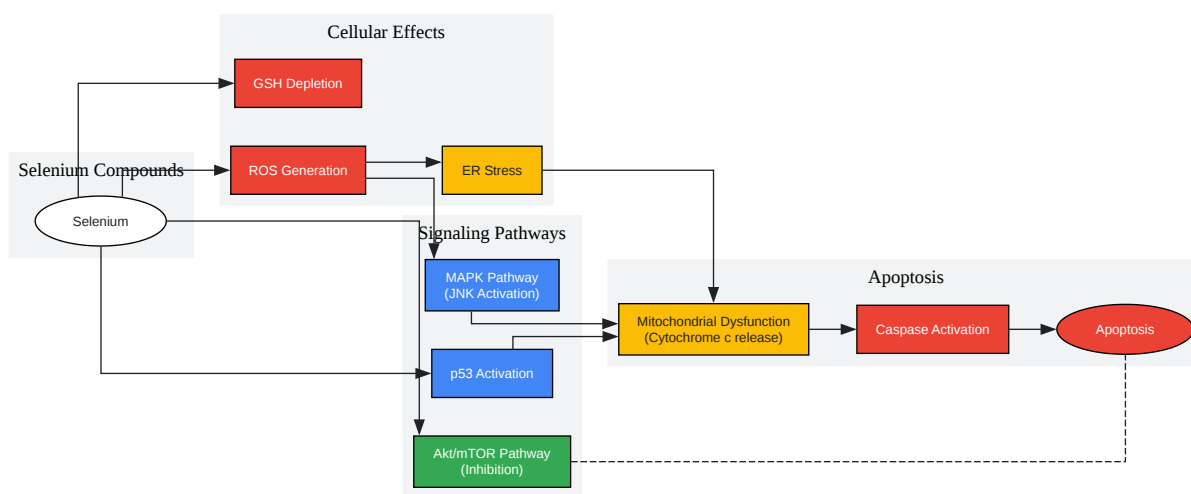 Cellular Effects
GSH Depletion
Selenium Compounds
ROS Generation
ER Stress
Selenium
Signaling Pathways
MAPK Pathway
(JNK Activation)
Apoptosis
Mitochondrial Dysfunction
(Cytochrome c release)
Caspase Activation
Apoptosis
p53 Activation
Akt/mTOR Pathway
(Inhibition)